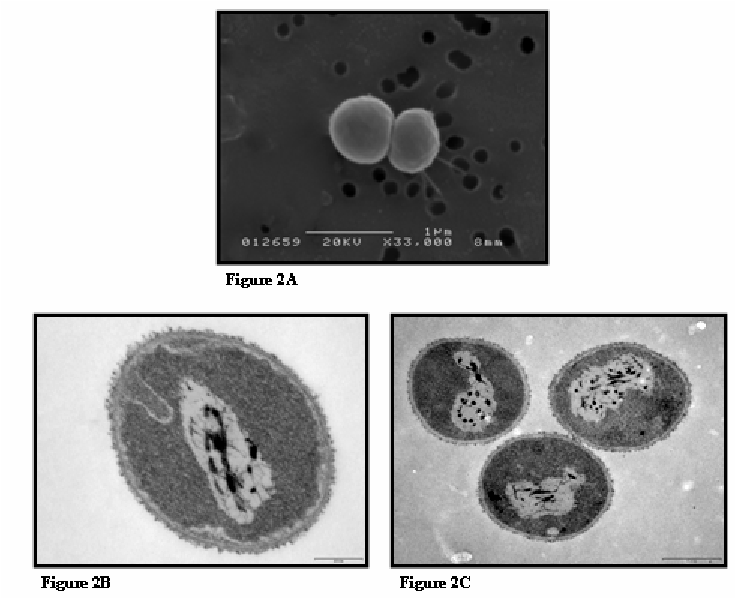 1µm
012659 20KV X33,000 8mm
Figure 2A
Figure 2B
Figure 2C